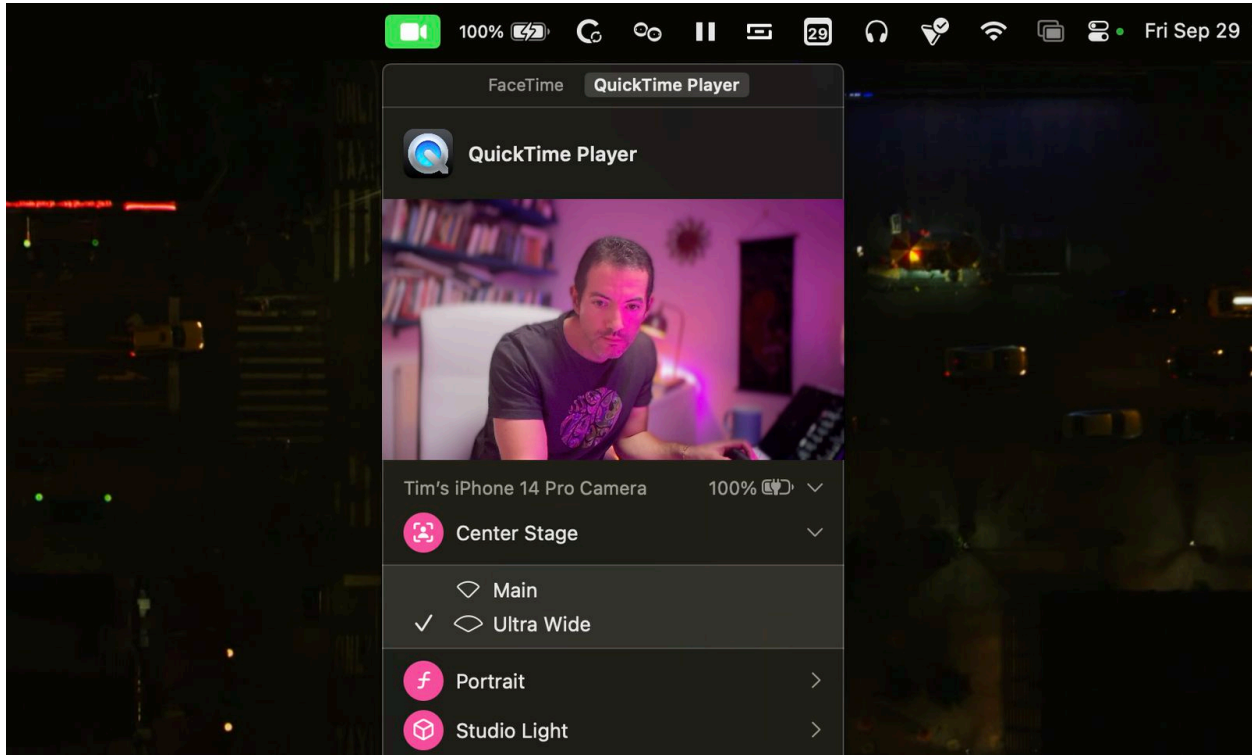 100% 29 Fri Sep 29
FaceTime QuickTime Player
QuickTime Player
Tim's iPhone 14 Pro Camera 100%
Center Stage
Main
Ultra Wide
Portrait
Studio Light